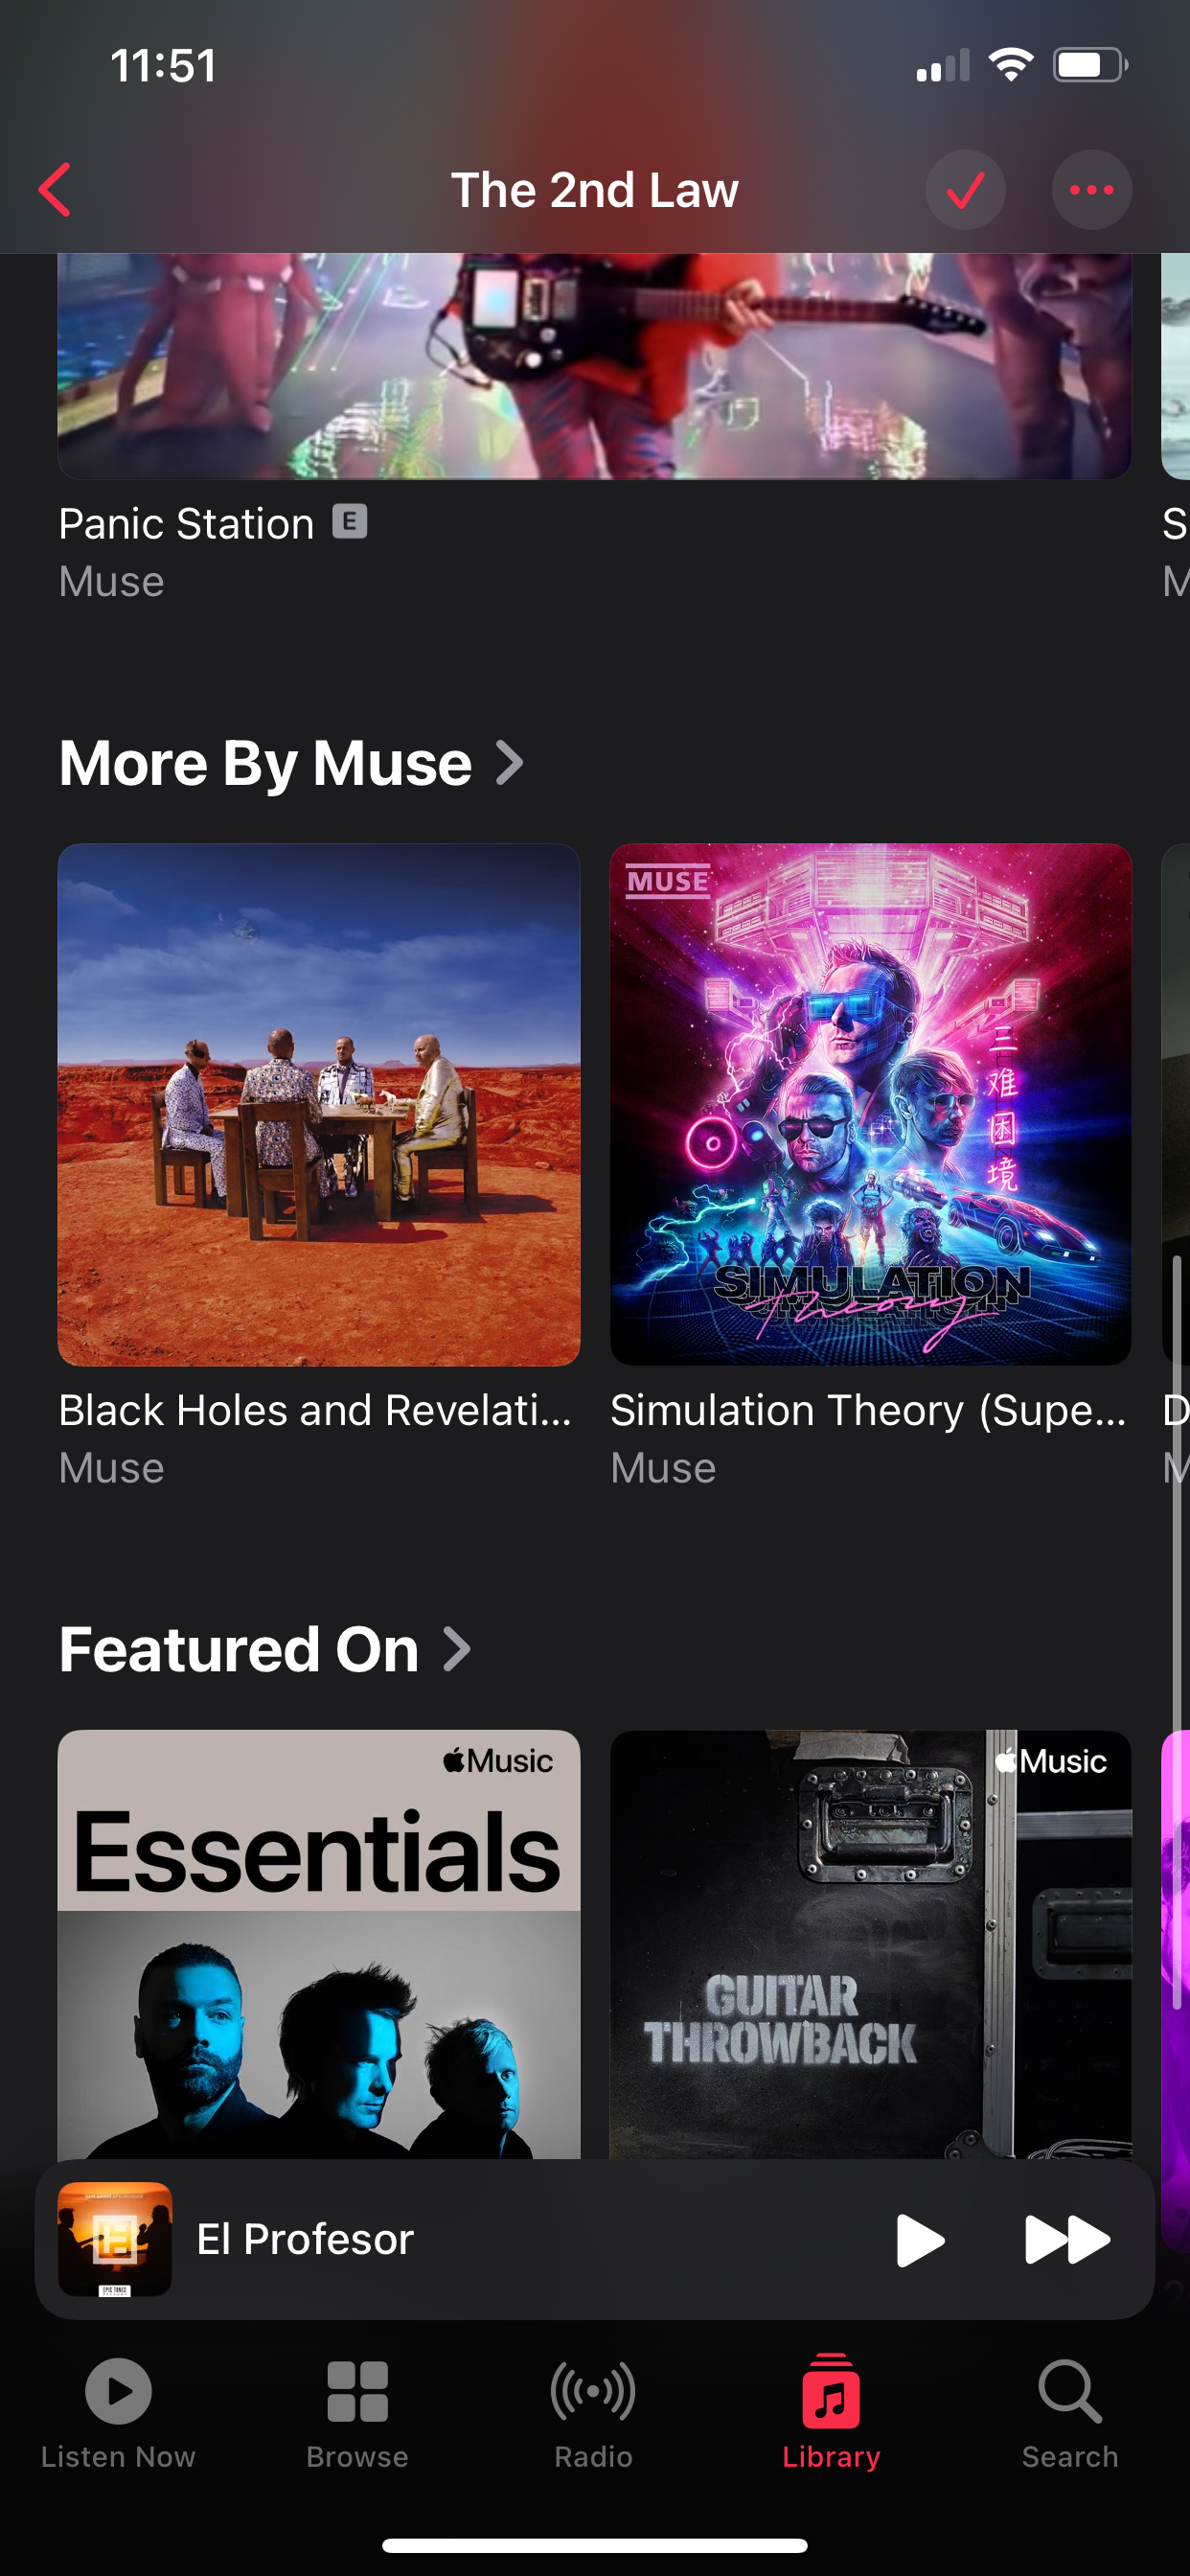 11:51
The 2nd Law
Panic Station E
S
Muse
M
More By Muse
MUSE
三
难
困
境
SIMULATION
Theory
Black Holes and Revelati...
Simulation Theory (Supe...
D
Muse
Muse
M
Featured On
Music
Essentials
Music
GUITAR
THROWBACK
El Profesor
EPIC TONES
Listen Now
Browse
Radio
Library
Search